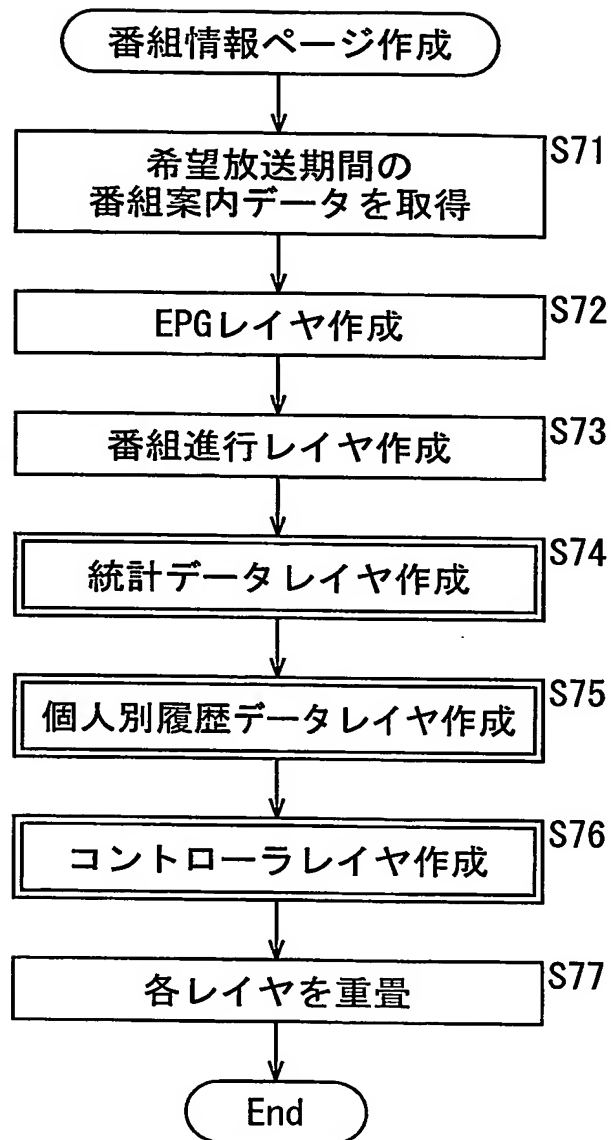 番組情報ページ作成
S71
希望放送期間の
番組案内データを取得
S72
EPGレイヤ作成
S73
番組進行レイヤ作成
S74
統計データレイヤ作成
S75
個人別履歴データレイヤ作成
S76
コントローラレイヤ作成
S77
各レイヤを重畳
End